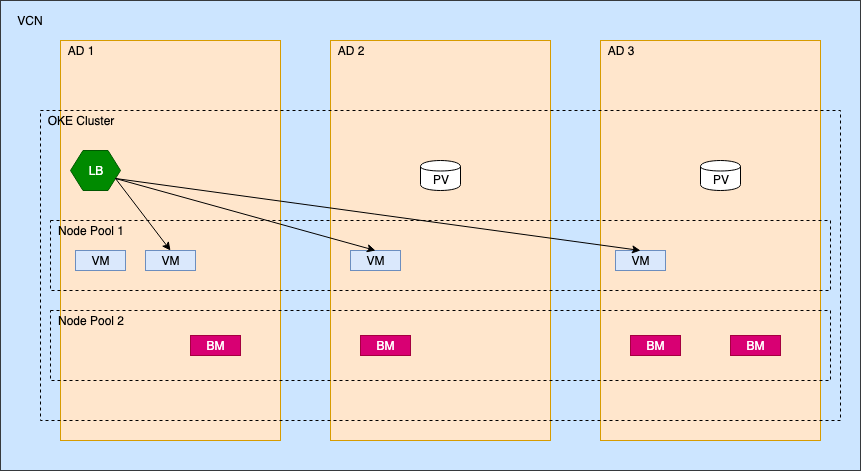 VCN
AD 1
AD 2
AD 3
OKE Cluster
LB
PV
PV
Node Pool 1
VM
VM
VM
VM
Node Pool 2
BM
BM
BM
BM